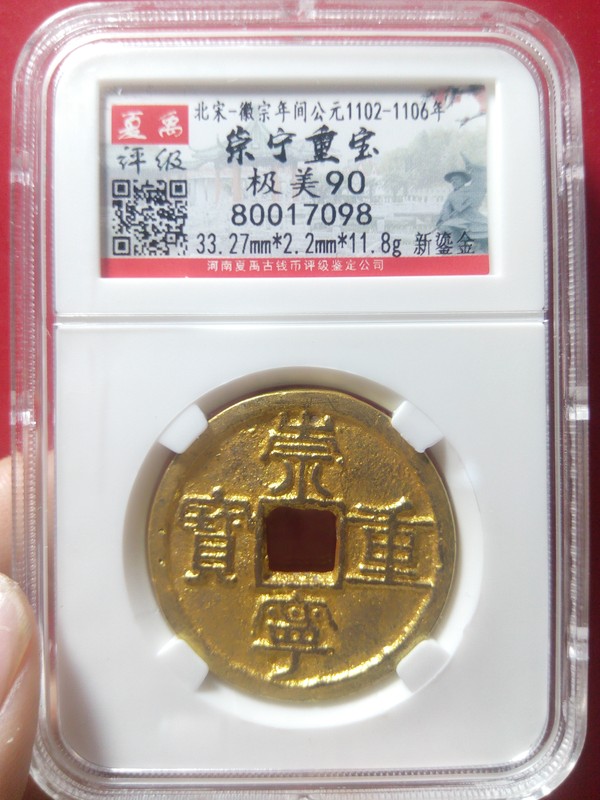 北宋-徽宗年间公元1102-1106年
夏禹
评级
崇宁重宝
极美90
80017098
33.27mm*2.2mm*11.8g 新鎏金
河南夏禹古钱币评级鉴定公司
崇
寧
重
寶